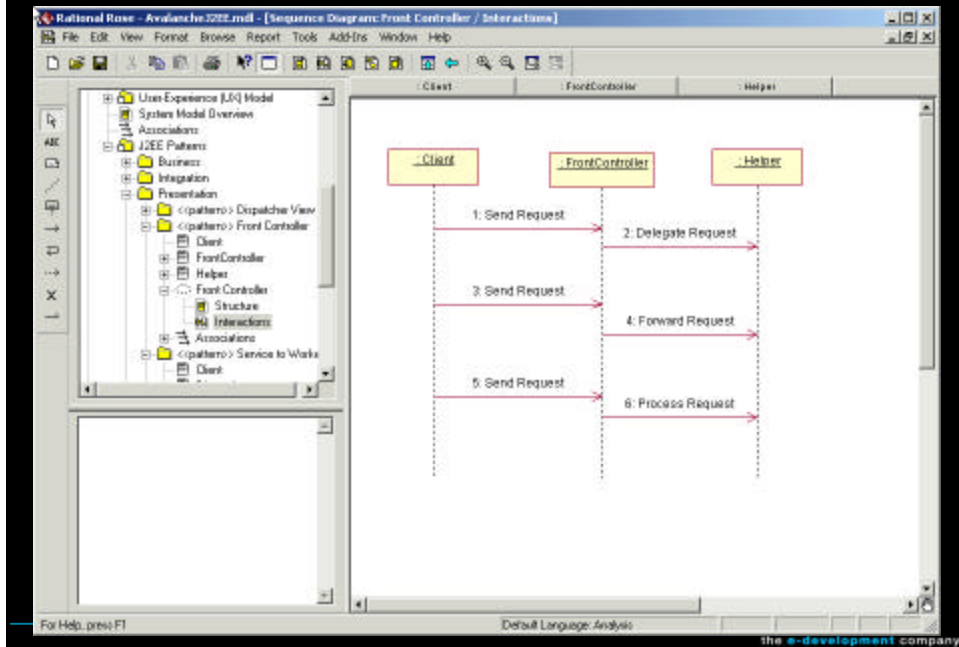 Rational Rose - AvalancheJ2EE.mdl - [Sequence Diagram: Front Controller / Interactions]
File Edit View Format Browse Report Tools Add-Ins Window Help
ABC
User-Experience (UX) Model
System Model Overview
Associations
J2EE Patterns
Business
Integration
Presentation
<<pattern>> Dispatcher View
<<pattern>> Front Controller
Client
FrontController
Helper
Front Controller
Structure
Interactions
Associations
<<pattern>> Service to Worke
Client
: Client : FrontController : Helper
: Client : FrontController : Helper
1: Send Request
2: Delegate Request
3: Send Request
4: Forward Request
5: Send Request
6: Process Request
For Help, press F1 Default Language: Analysis
the e-development company